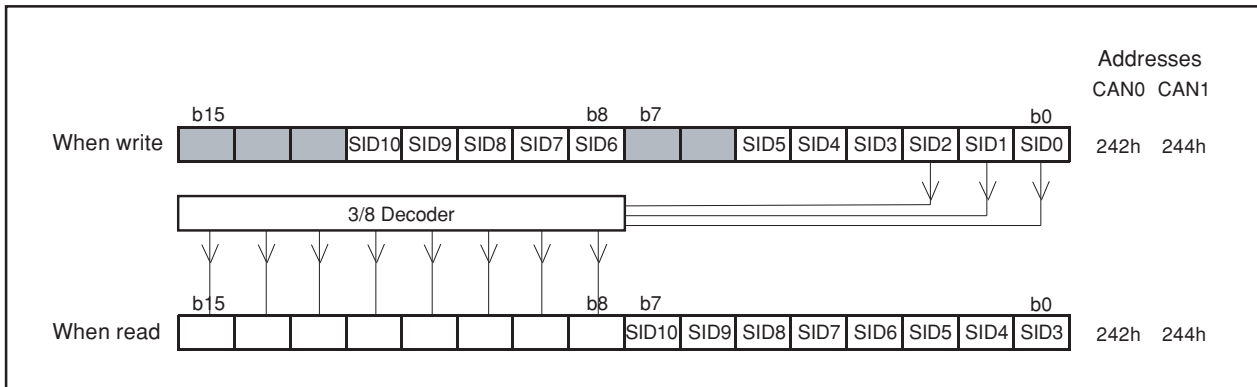 Addresses
CAN0 CAN1
b15 b8 b7 b0
When write SID10 SID9 SID8 SID7 SID6 SID5 SID4 SID3 SID2 SID1 SID0 242h 244h
3/8 Decoder
b15 b8 b7 b0
When read SID10 SID9 SID8 SID7 SID6 SID5 SID4 SID3 242h 244h